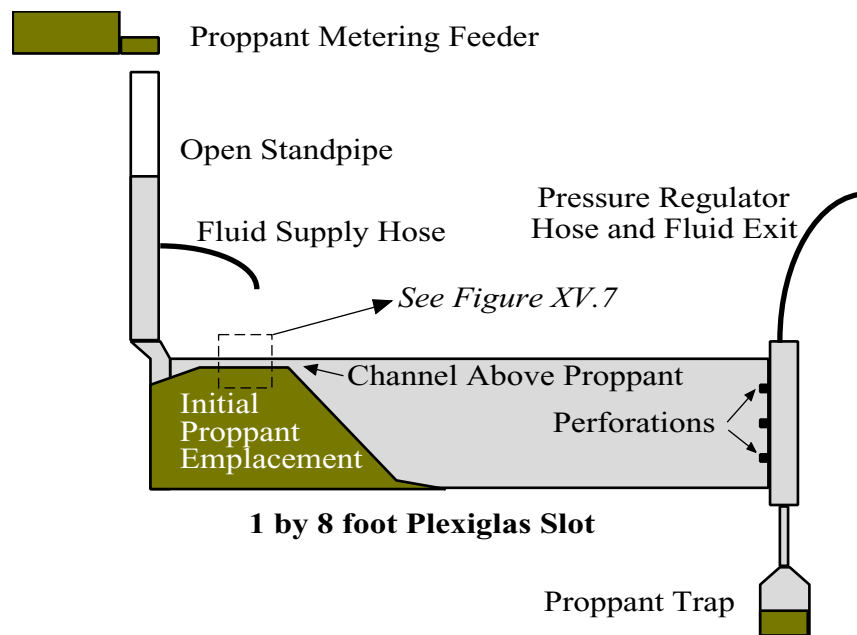 Proppant Metering Feeder
Open Standpipe
Pressure Regulator
Hose and Fluid Exit
Fluid Supply Hose
See Figure XV.7
Channel Above Proppant
Initial
Proppant
Emplacement
Perforations
1 by 8 foot Plexiglas Slot
Proppant Trap